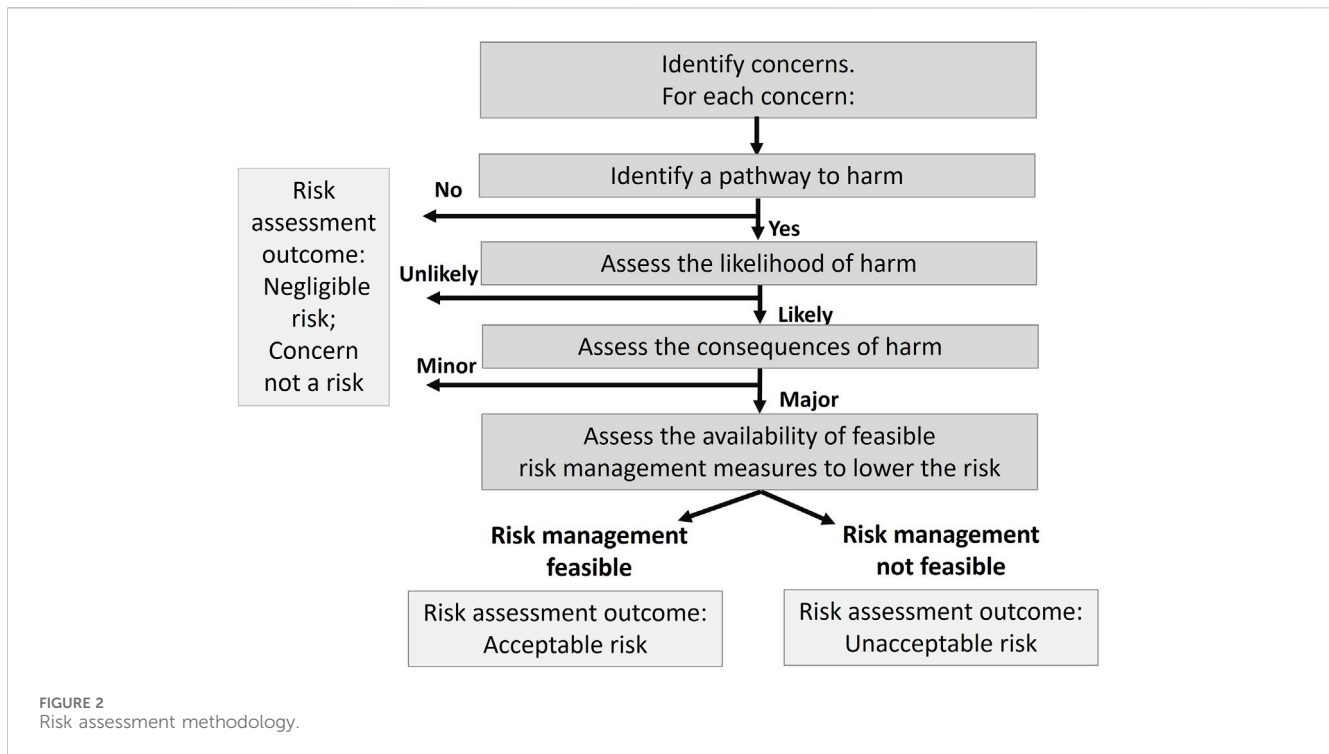 Identify concerns.
For each concern:
Identify a pathway to harm
No
Yes
Risk
assessment
outcome:
Negligible
risk;
Concern
not a risk
Assess the likelihood of harm
Unlikely
Likely
Assess the consequences of harm
Minor
Major
Assess the availability of feasible
risk management measures to lower the risk
Risk management
feasible
Risk management
not feasible
Risk assessment outcome:
Acceptable risk
Risk assessment outcome:
Unacceptable risk
FIGURE 2
Risk assessment methodology.